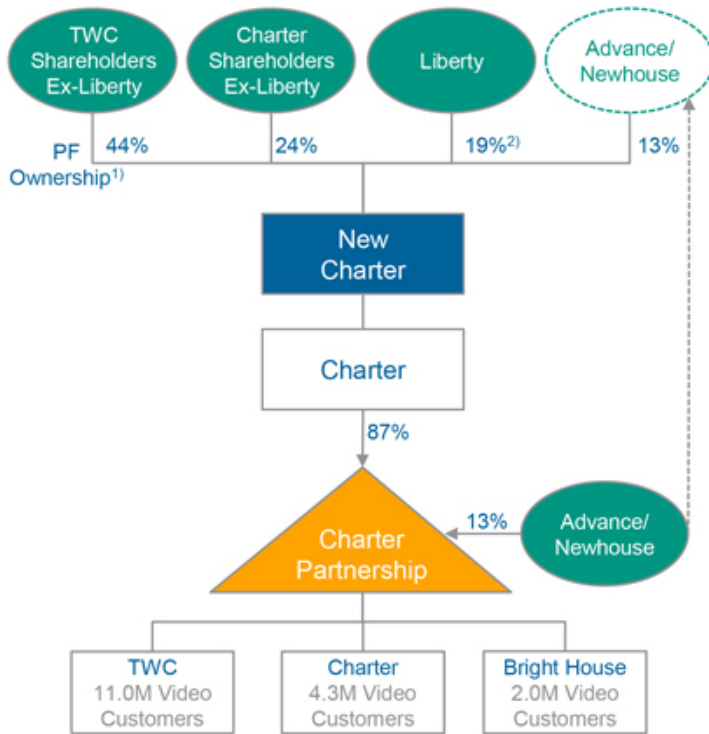 TWC
Shareholders
Ex-Liberty
Charter
Shareholders
Ex-Liberty
Liberty
Advance/
Newhouse
PF
Ownership1)
44%
24%
19%2)
13%
New
Charter
Charter
87%
Charter
Partnership
13%
Advance/
Newhouse
TWC
11.0M Video
Customers
Charter
4.3M Video
Customers
Bright House
2.0M Video
Customers